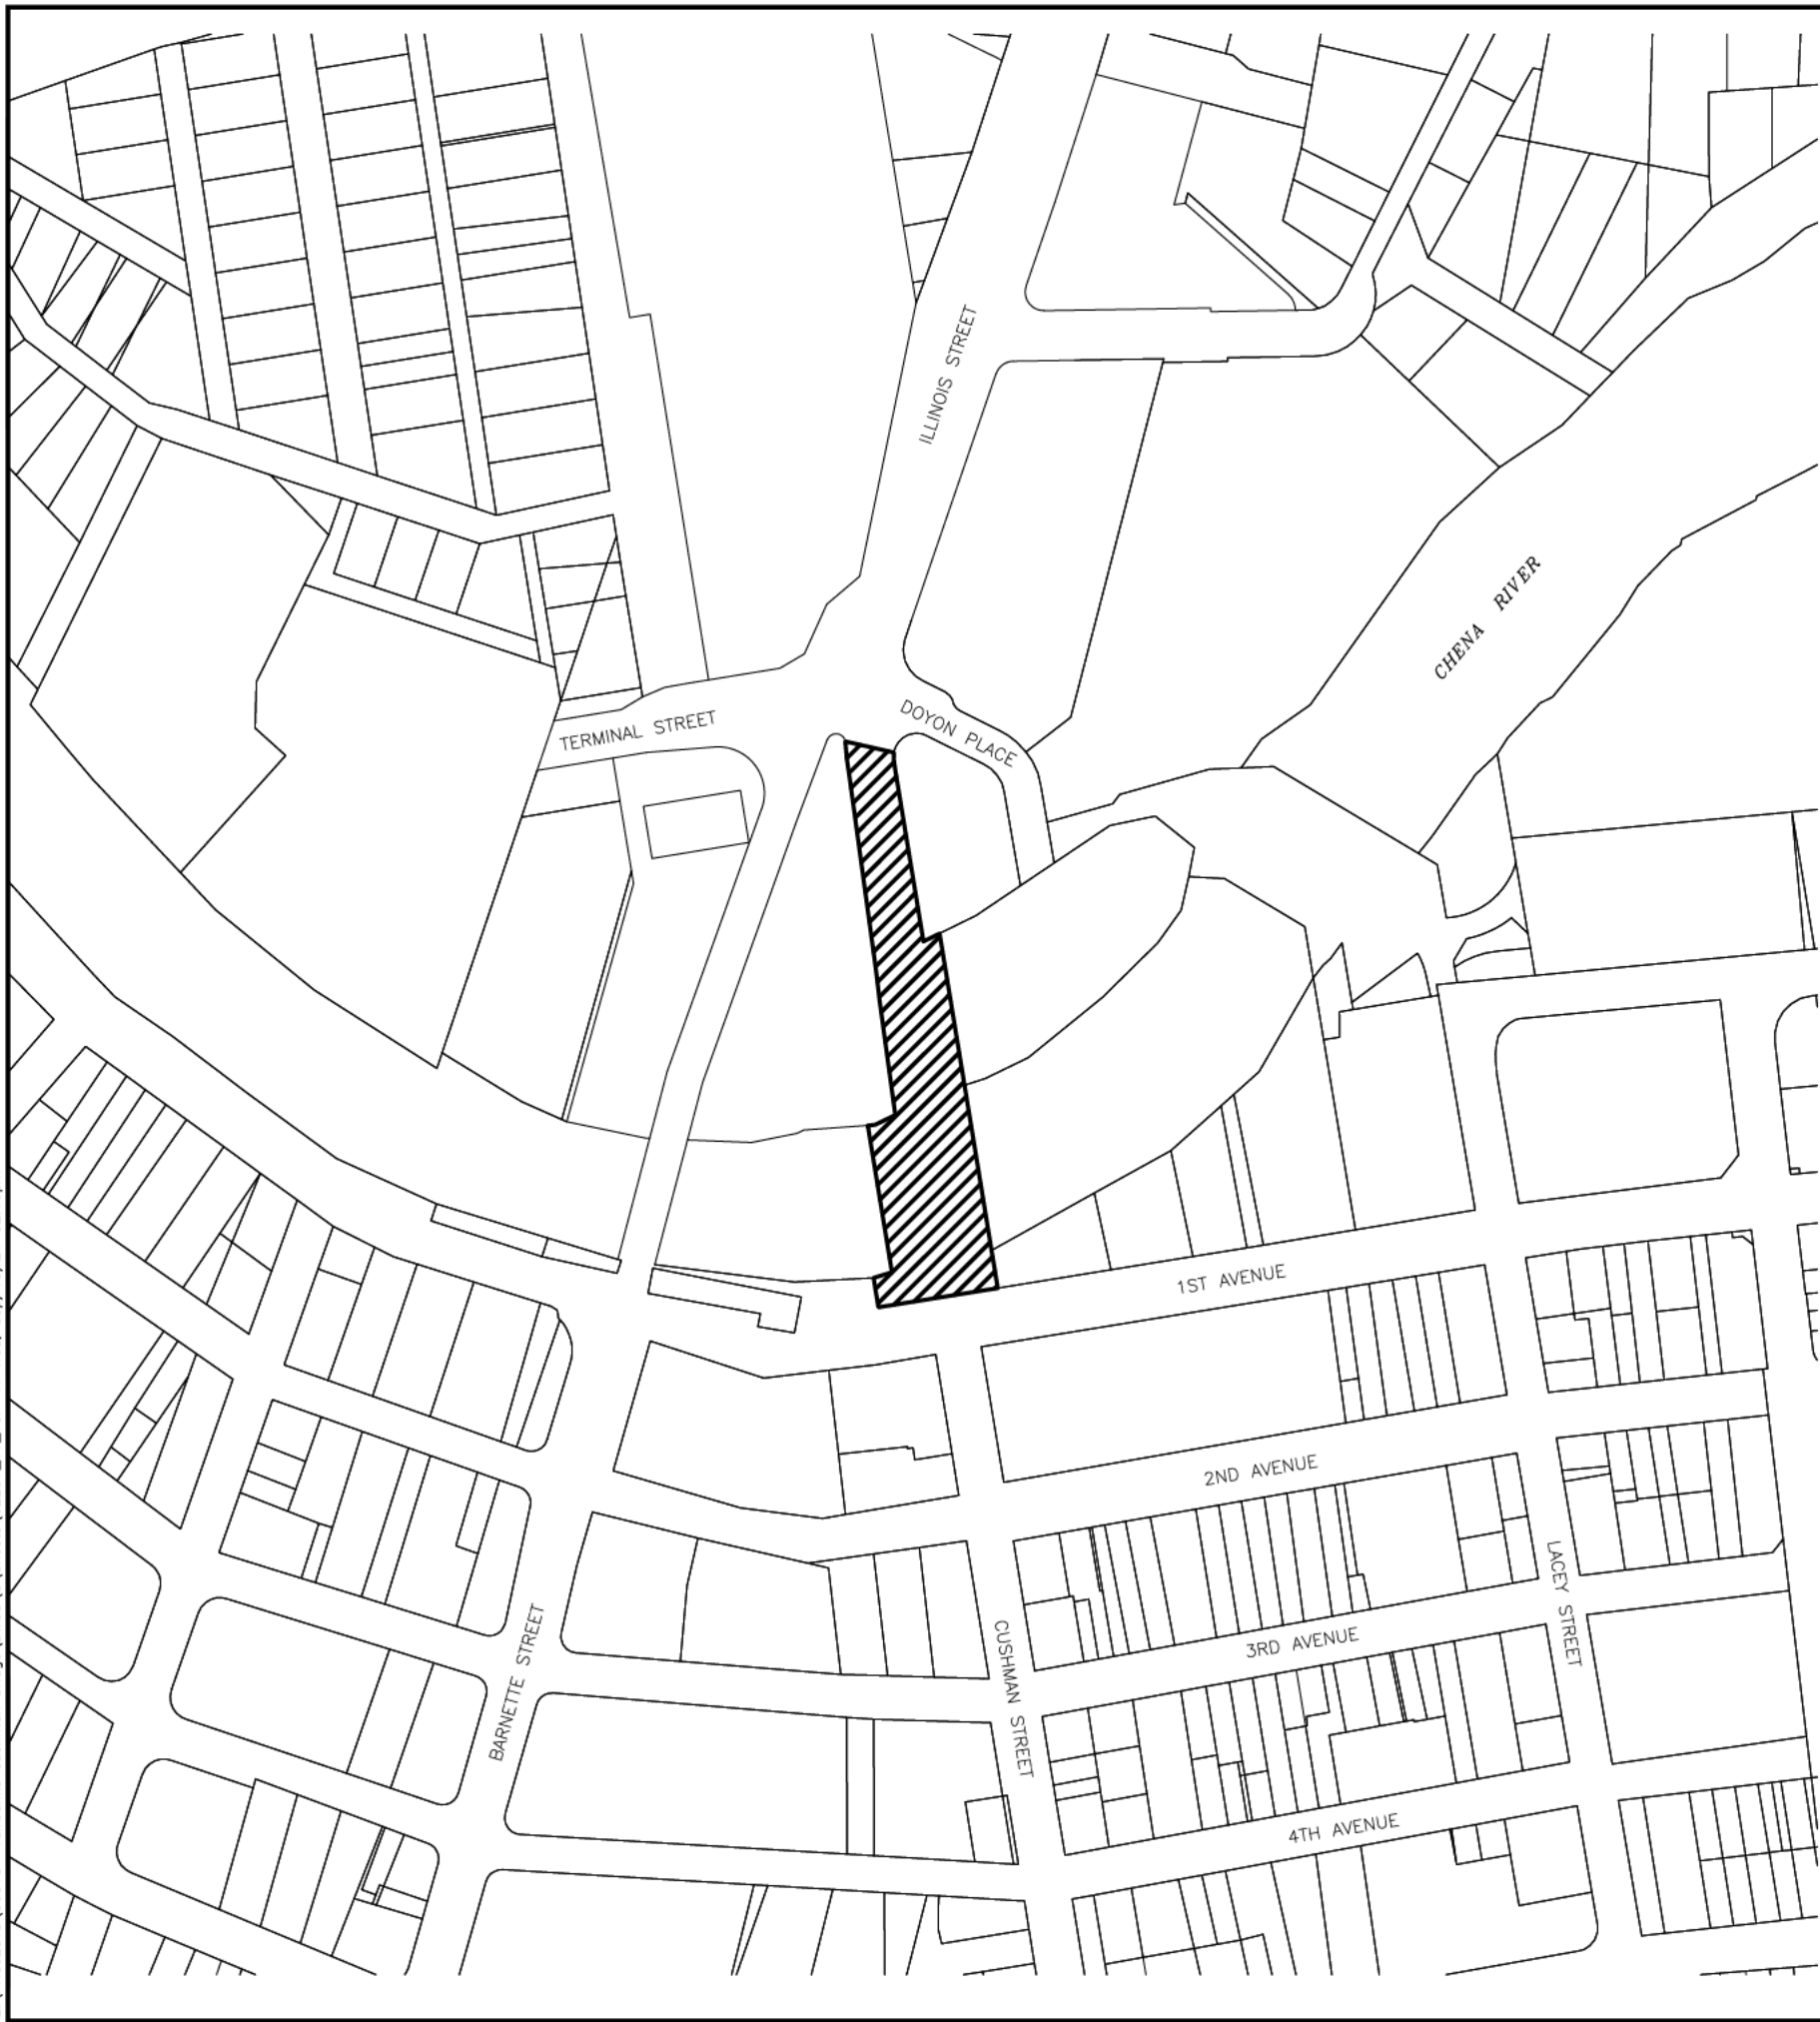 ILLINOIS STREET
CHENA RIVER
TERMINAL STREET
DOYON PLACE
1ST AVENUE
2ND AVENUE
LACEY STREET
BARNETTE STREET
CUSHMAN STREET
3RD AVENUE
4TH AVENUE